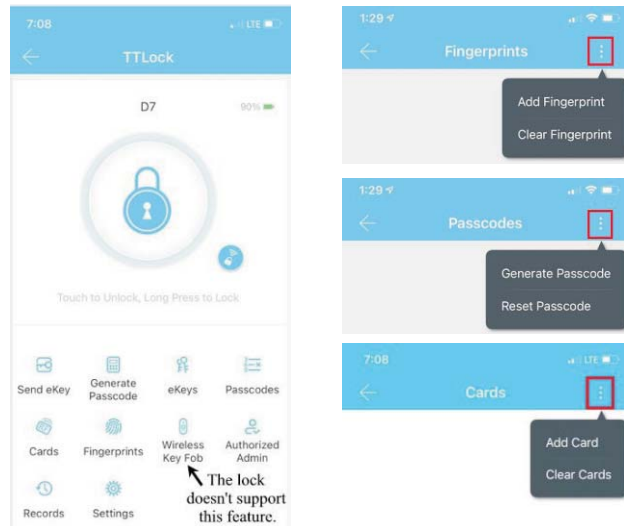 7:08
LTE
TTLock
D7
90%
Touch to Unlock, Long Press to Lock
Send eKey
Generate
Passcode
eKeys
Passcodes
Cards
Fingerprints
Wireless
Key Fob
Authorized
Admin
The lock
doesn't support
this feature.
Records
Settings
1:29
Fingerprints
Add Fingerprint
Clear Fingerprint
1:29
Passcodes
Generate Passcode
Reset Passcode
7:08
LTE
Cards
Add Card
Clear Cards